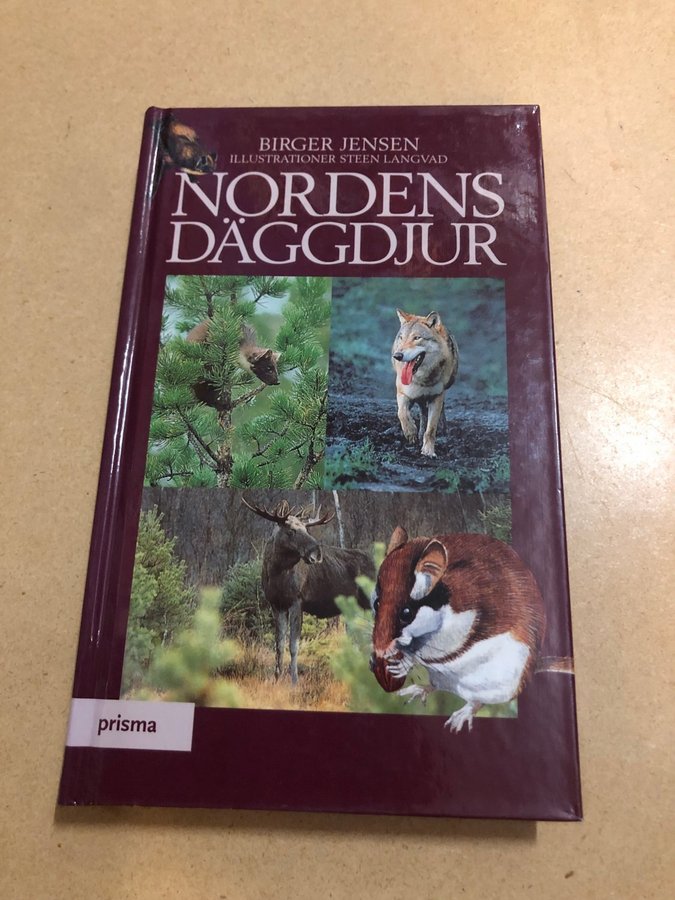 BIRGER JENSEN
ILLUSTRATIONER STEEN LANGVAD
NORDENS
DÄGGDJUR
prisma